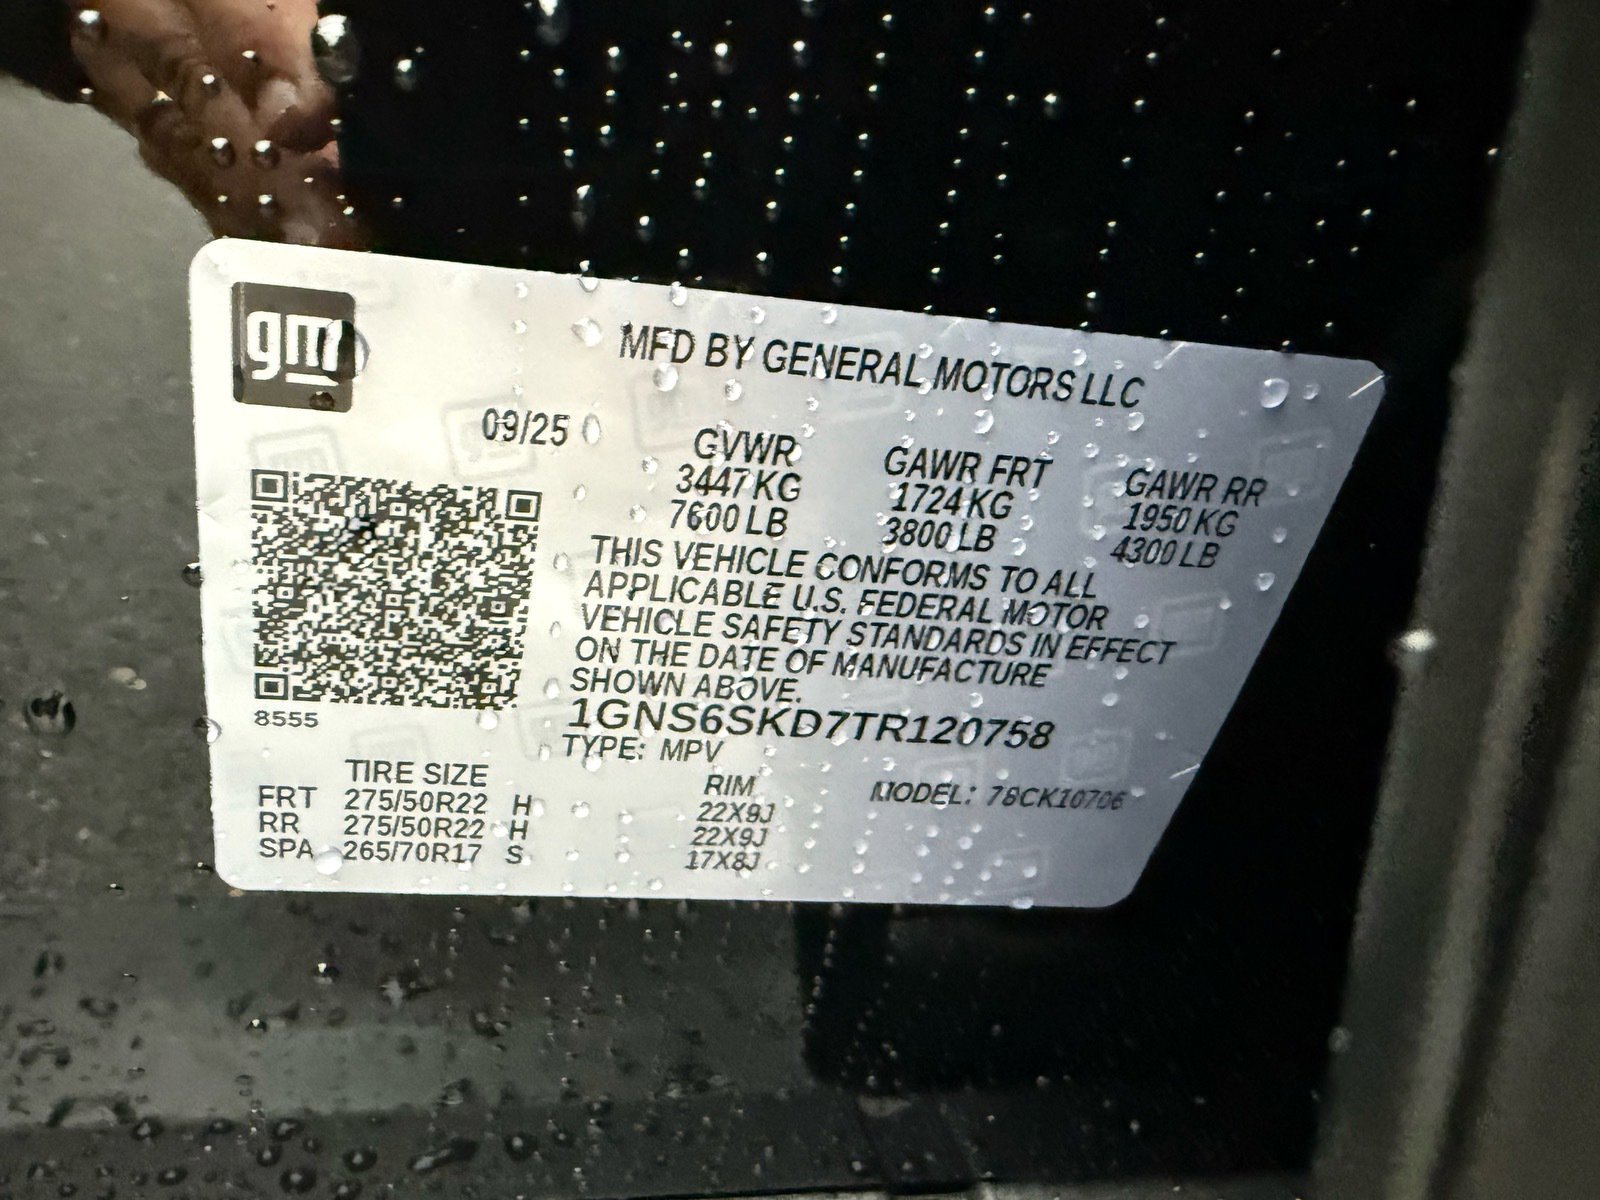 gm
MFD BY GENERAL MOTORS LLC
09/25
GVWR GAWR FRT GAWR RR
3447 KG 1724 KG 1950 KG
7600 LB 3800 LB 4300 LB
THIS VEHICLE CONFORMS TO ALL
APPLICABLE U.S. FEDERAL MOTOR
VEHICLE SAFETY STANDARDS IN EFFECT
ON THE DATE OF MANUFACTURE
SHOWN ABOVE.
8555
1GNS6SKD7TR120758
TYPE: MPV
TIRE SIZE RIM MODEL:
FRT 275/50R22 H 22X9J
RR 275/50R22 H 22X9J
SPA 265/70R17 S 17X8J